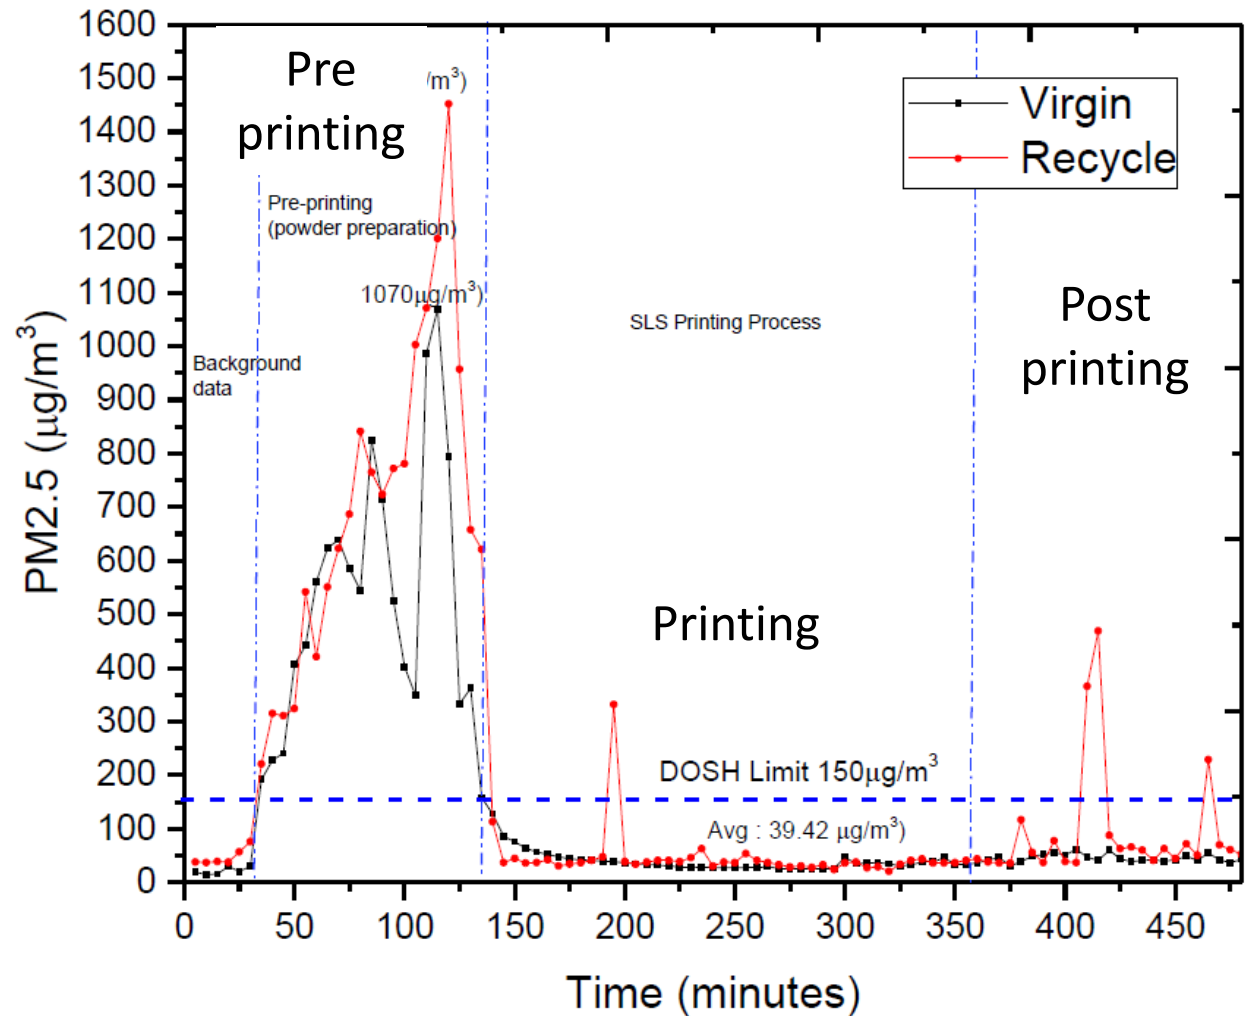 1600
1500
1400
1300
1200
1100
1000
900
800
700
600
500
400
300
200
100
0
PM2.5 (µg/m³)
Pre
printing
/m³)
Virgin
Recycle
Pre-printing
(powder preparation)
1070µg/m³)
Background
data
SLS Printing Process
Post
printing
Printing
DOSH Limit 150µg/m³
Avg : 39.42 µg/m³)
0 50 100 150 200 250 300 350 400 450
Time (minutes)